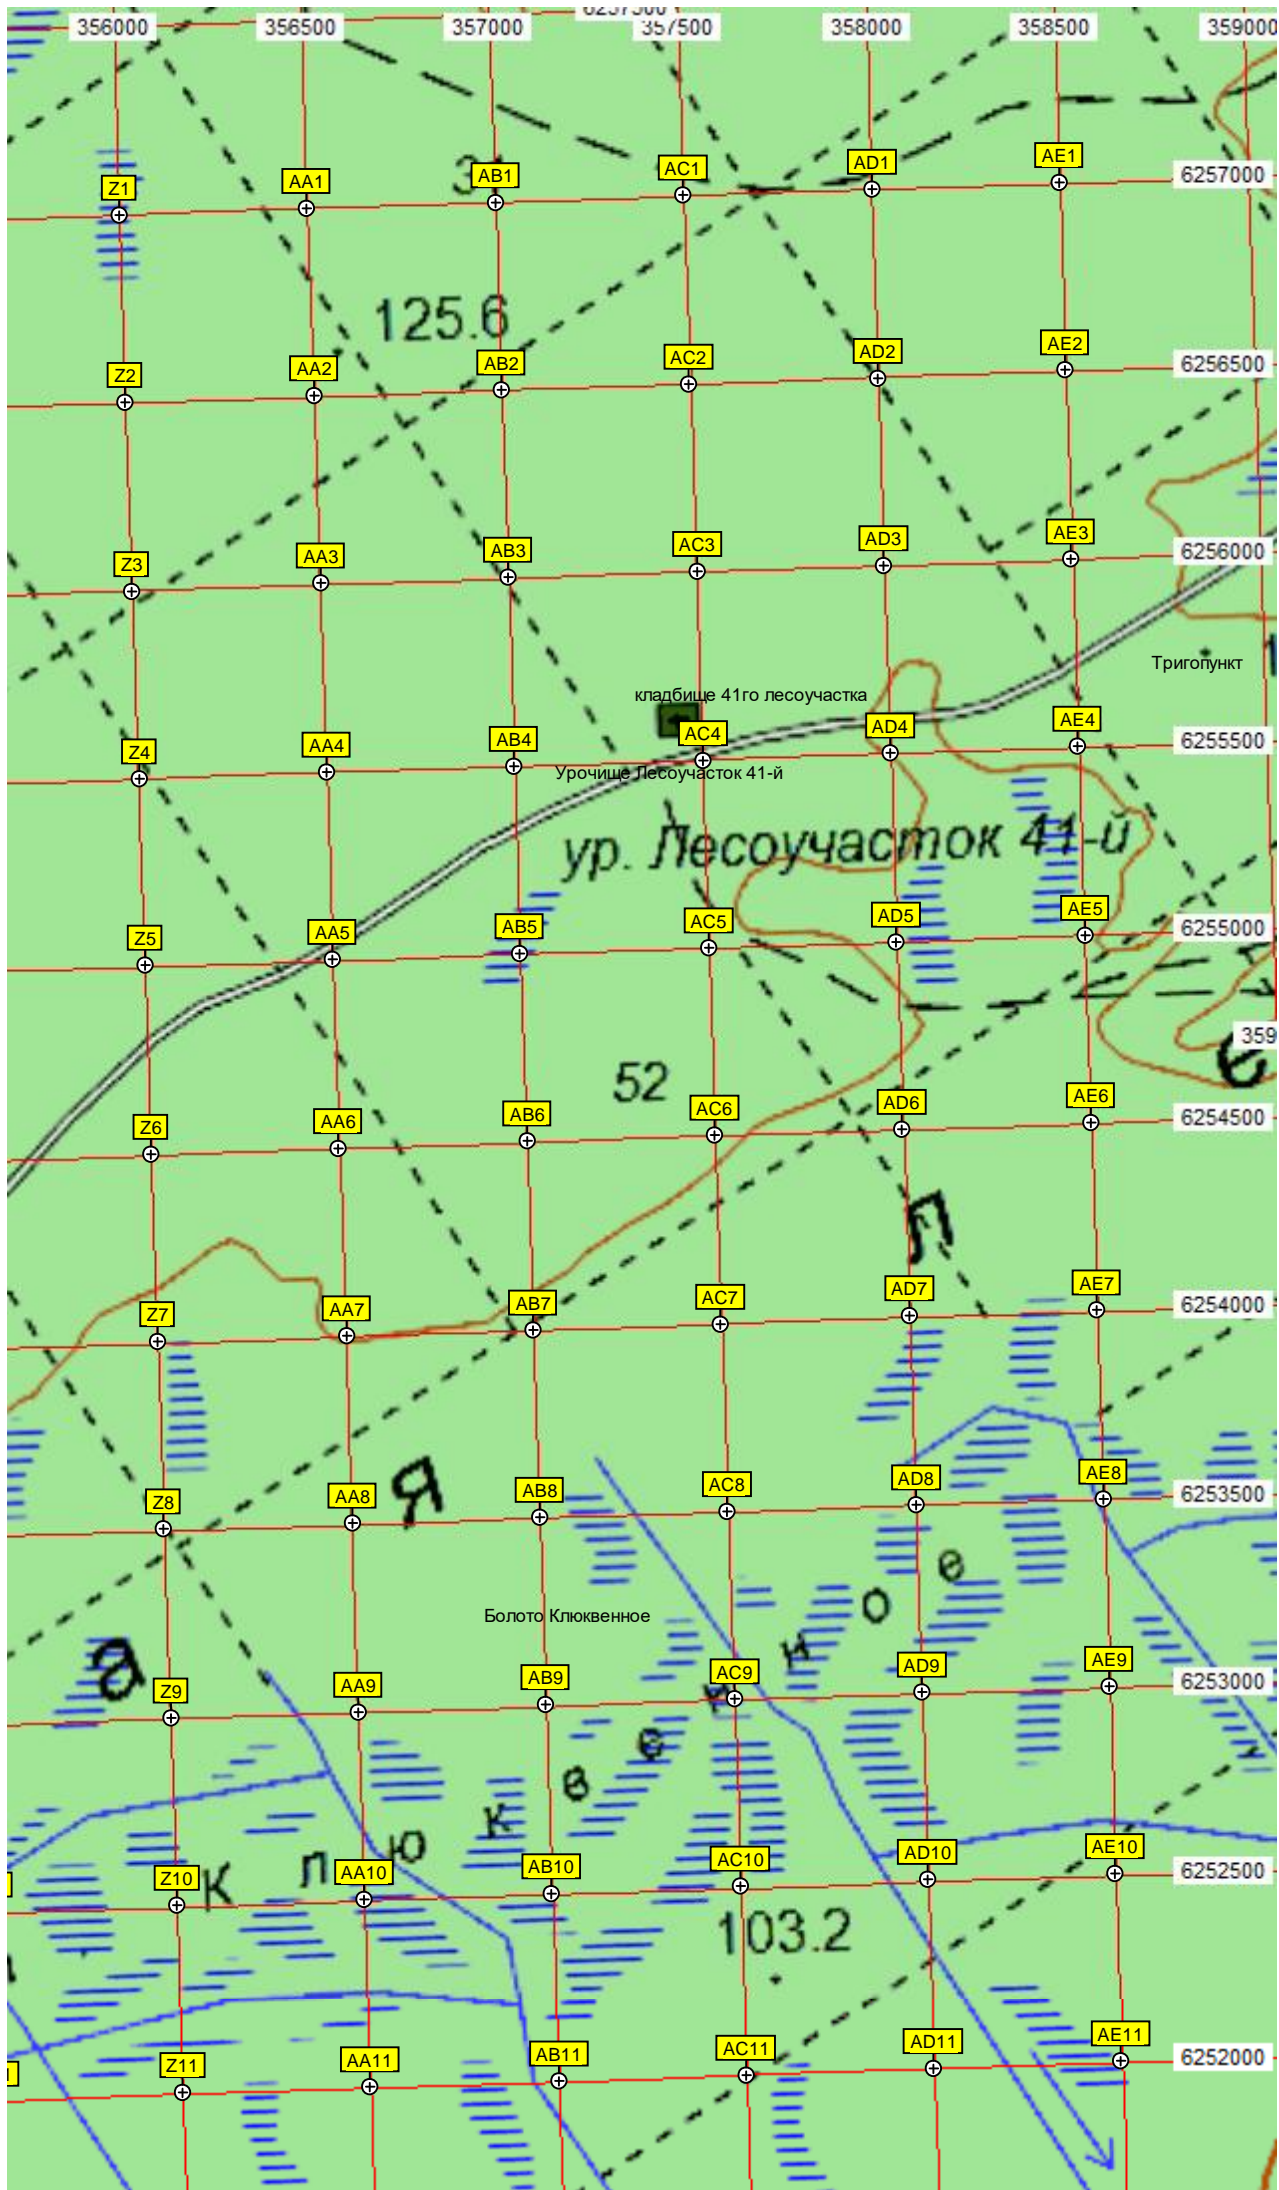 6257500
356000 356500 357000 357500 358000 358500 359000
Z1 AA1 AB1 AC1 AD1 AE1 6257000
125.6
Z2 AA2 AB2 AC2 AD2 AE2 6256500
Z3 AA3 AB3 AC3 AD3 AE3 6256000
Тригопункт
кладбище 41го лесоучастка
Z4 AA4 AB4 AC4 AD4 AE4 6255500
Урочище Лесоучасток 41-й
ур. Лесоучасток 41-й
Z5 AA5 AB5 AC5 AD5 AE5 6255000
359
е
52
Z6 AA6 AB6 AC6 AD6 AE6 6254500
л
Z7 AA7 AB7 AC7 AD7 AE7 6254000
я
Z8 AA8 AB8 AC8 AD8 AE8 6253500
Болото Клюквенное
а
Z9 AA9 AB9 AC9 AD9 AE9 6253000
К л ю к в е н н о е
Z10 AA10 AB10 AC10 AD10 AE10 6252500
103.2
Z11 AA11 AB11 AC11 AD11 AE11 6252000